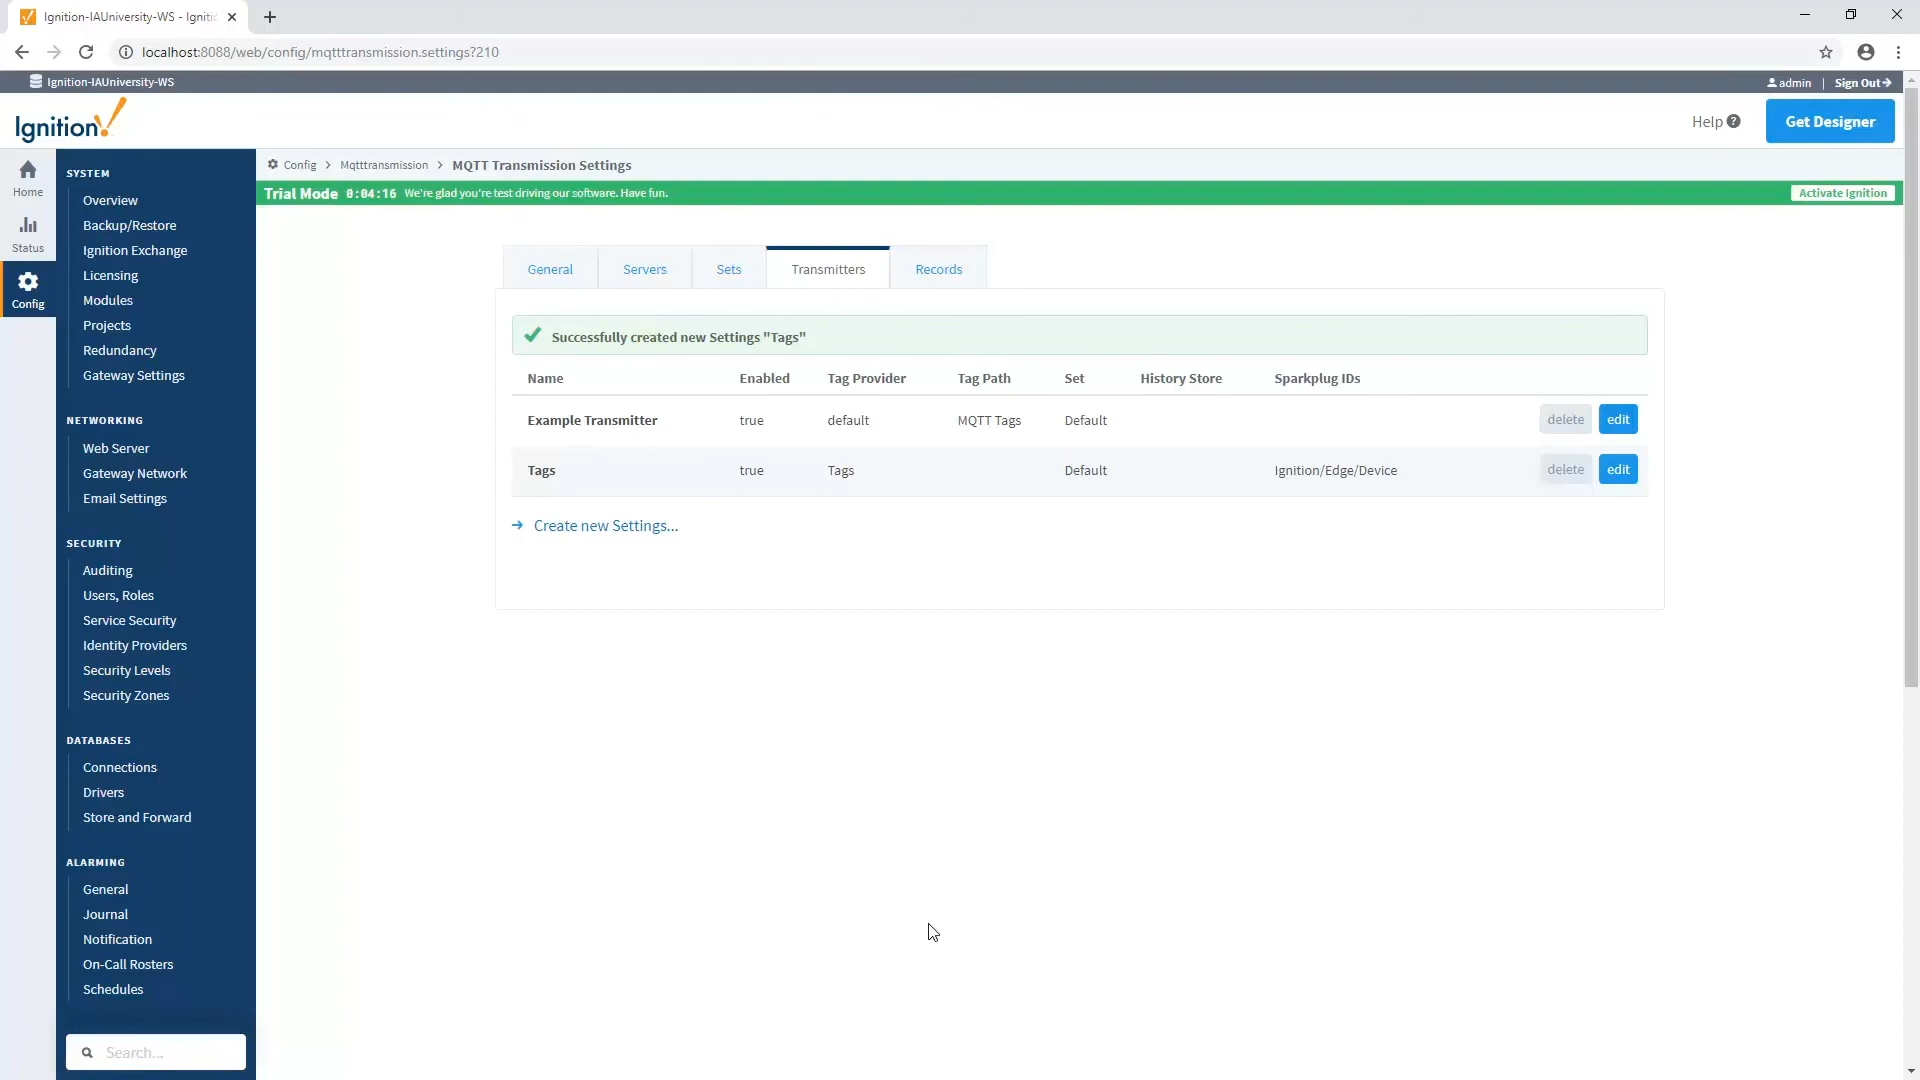 Ignition-IAUniversity-WS - Igniti
localhost:8088/web/config/mqtttransmission.settings?210
Ignition-IAUniversity-WS
admin | Sign Out
Ignition!
Help
Get Designer
Home
Status
Config
SYSTEM
Overview
Backup/Restore
Ignition Exchange
Licensing
Modules
Projects
Redundancy
Gateway Settings
NETWORKING
Web Server
Gateway Network
Email Settings
SECURITY
Auditing
Users, Roles
Service Security
Identity Providers
Security Levels
Security Zones
DATABASES
Connections
Drivers
Store and Forward
ALARMING
General
Journal
Notification
On-Call Rosters
Schedules
Search...
Config > Mqtttransmission > MQTT Transmission Settings
Trial Mode 0:04:16 We're glad you're test driving our software. Have fun.
Activate Ignition
General Servers Sets Transmitters Records
Successfully created new Settings "Tags"
Name Enabled Tag Provider Tag Path Set History Store Sparkplug IDs
Example Transmitter true default MQTT Tags Default delete edit
Tags true Tags Default Ignition/Edge/Device delete edit
Create new Settings...